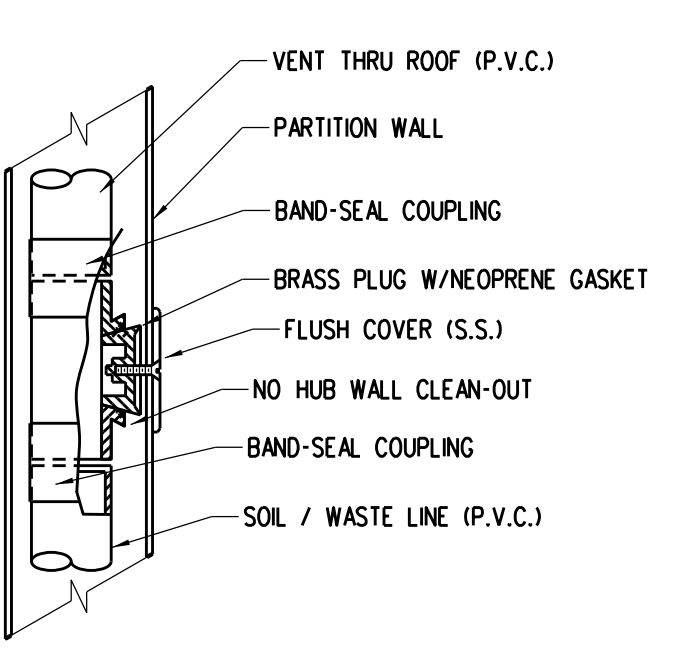 VENT THRU ROOF (P.V.C.)
PARTITION WALL
BAND-SEAL COUPLING
BRASS PLUG W/NEOPRENE GASKET
FLUSH COVER (S.S.)
NO HUB WALL CLEAN-OUT
BAND-SEAL COUPLING
SOIL / WASTE LINE (P.V.C.)